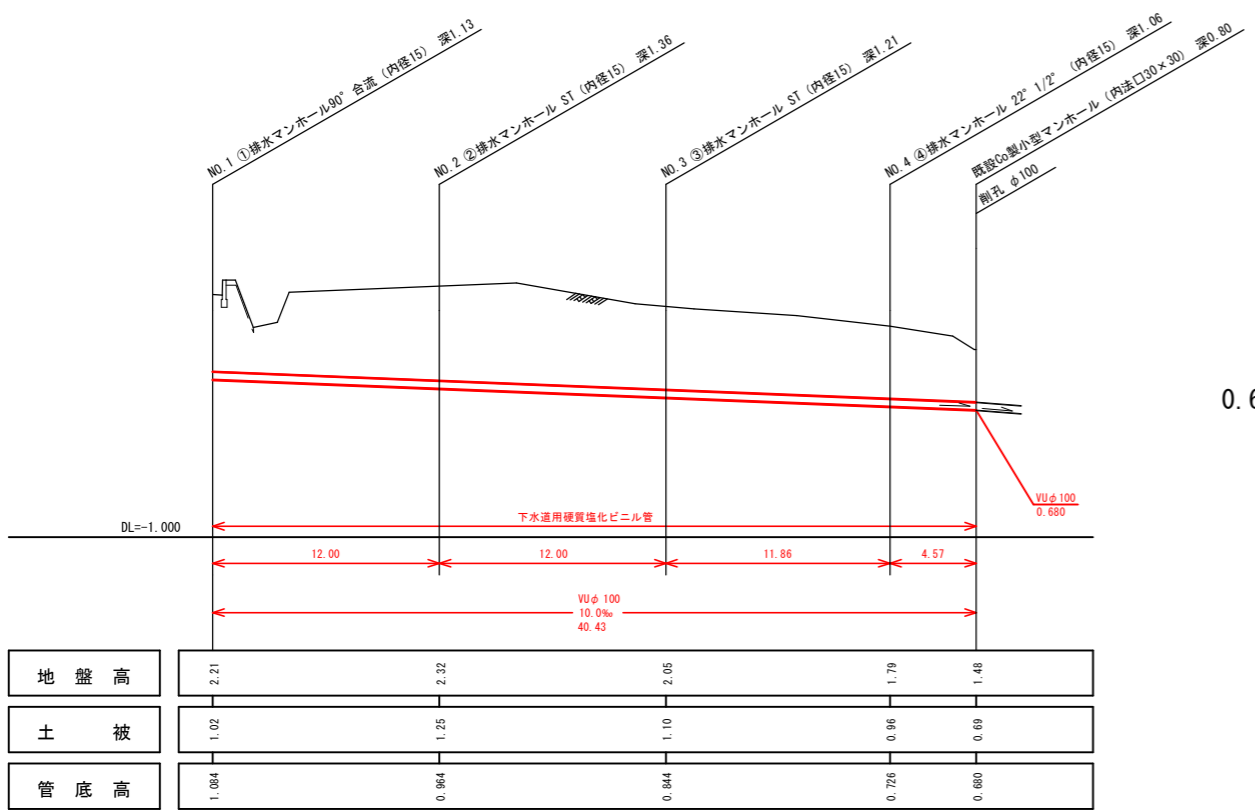 NO.1 ①排水マンホール90° 合流 (内径15) 深1.13
NO.2 ②排水マンホール ST (内径15) 深1.36
NO.3 ③排水マンホール ST (内径15) 深1.21
NO.4 ④排水マンホール 22° 1/2" (内径15) 深1.06
既設Co製小型マンホール (内法口30×30) 深0.80
削孔 φ100
0.6
VUφ100
0.680
DL=-1.000
下水道用硬質塩化ビニル管
12.00 12.00 11.86 4.57
VUφ 100
10.0‰
40.43
地盤高 2.21 2.32 2.05 1.79 1.48
土被 1.02 1.25 1.10 0.96 0.69
管底高 1.084 0.964 0.844 0.726 0.680